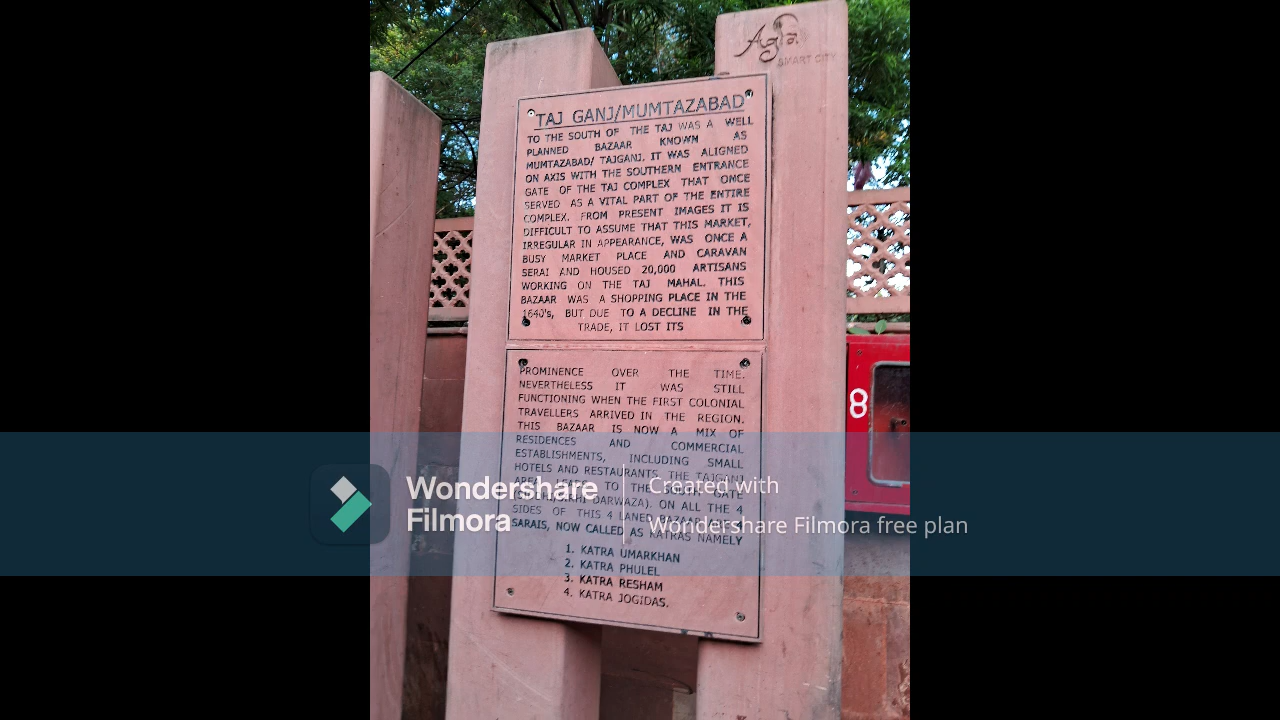 Agra
SMART CITY
TAJ GANJ/MUMTAZABAD
TO THE SOUTH OF THE TAJ WAS A WELL
PLANNED BAZAAR KNOWN AS
MUMTAZABAD/ TAJGANJ. IT WAS ALIGNED
ON AXIS WITH THE SOUTHERN ENTRANCE
GATE OF THE TAJ COMPLEX THAT ONCE
SERVED AS A VITAL PART OF THE ENTIRE
COMPLEX. FROM PRESENT IMAGES IT IS
DIFFICULT TO ASSUME THAT THIS MARKET,
IRREGULAR IN APPEARANCE, WAS ONCE A
BUSY MARKET PLACE AND CARAVAN
SERAI AND HOUSED 20,000 ARTISANS
WORKING ON THE TAJ MAHAL. THIS
BAZAAR WAS A SHOPPING PLACE IN THE
1640's, BUT DUE TO A DECLINE IN THE
TRADE, IT LOST ITS
PROMINENCE OVER THE TIME.
NEVERTHELESS IT WAS STILL
FUNCTIONING WHEN THE FIRST COLONIAL
TRAVELLERS ARRIVED IN THE REGION.
THIS BAZAAR IS NOW A MIX OF
RESIDENCES AND COMMERCIAL
ESTABLISHMENTS, INCLUDING SMALL
HOTELS AND RESTAURANTS. THE TAJGANJ
AREA LEADS TO THE SOUTH GATE
DARWAZA). ON ALL THE 4
SIDES OF THIS 4 LANED BAZAAR
SARAIS, NOW CALLED AS KATRAS NAMELY
1. KATRA UMARKHAN
2. KATRA PHULEL
3. KATRA RESHAM
4. KATRA JOGIDAS.
8
Wondershare
Filmora
Created with
Wondershare Filmora free plan